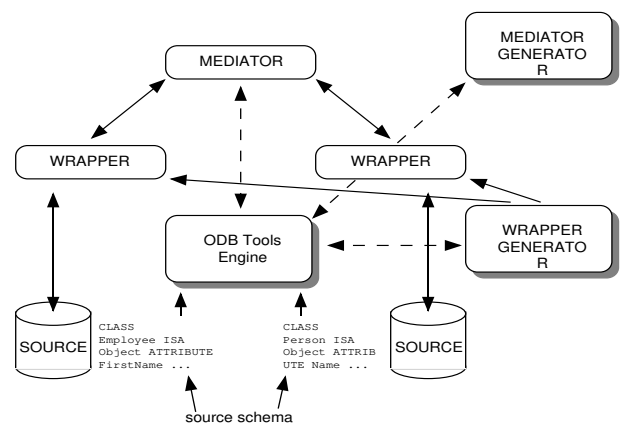 MEDIATOR
GENERATO
R
MEDIATOR
WRAPPER
WRAPPER
ODB Tools
Engine
WRAPPER
GENERATO
R
SOURCE
CLASS
Employee ISA
Object ATTRIBUTE
FirstName ...
CLASS
Person ISA
Object ATTRIB
UTE Name ...
SOURCE
source schema